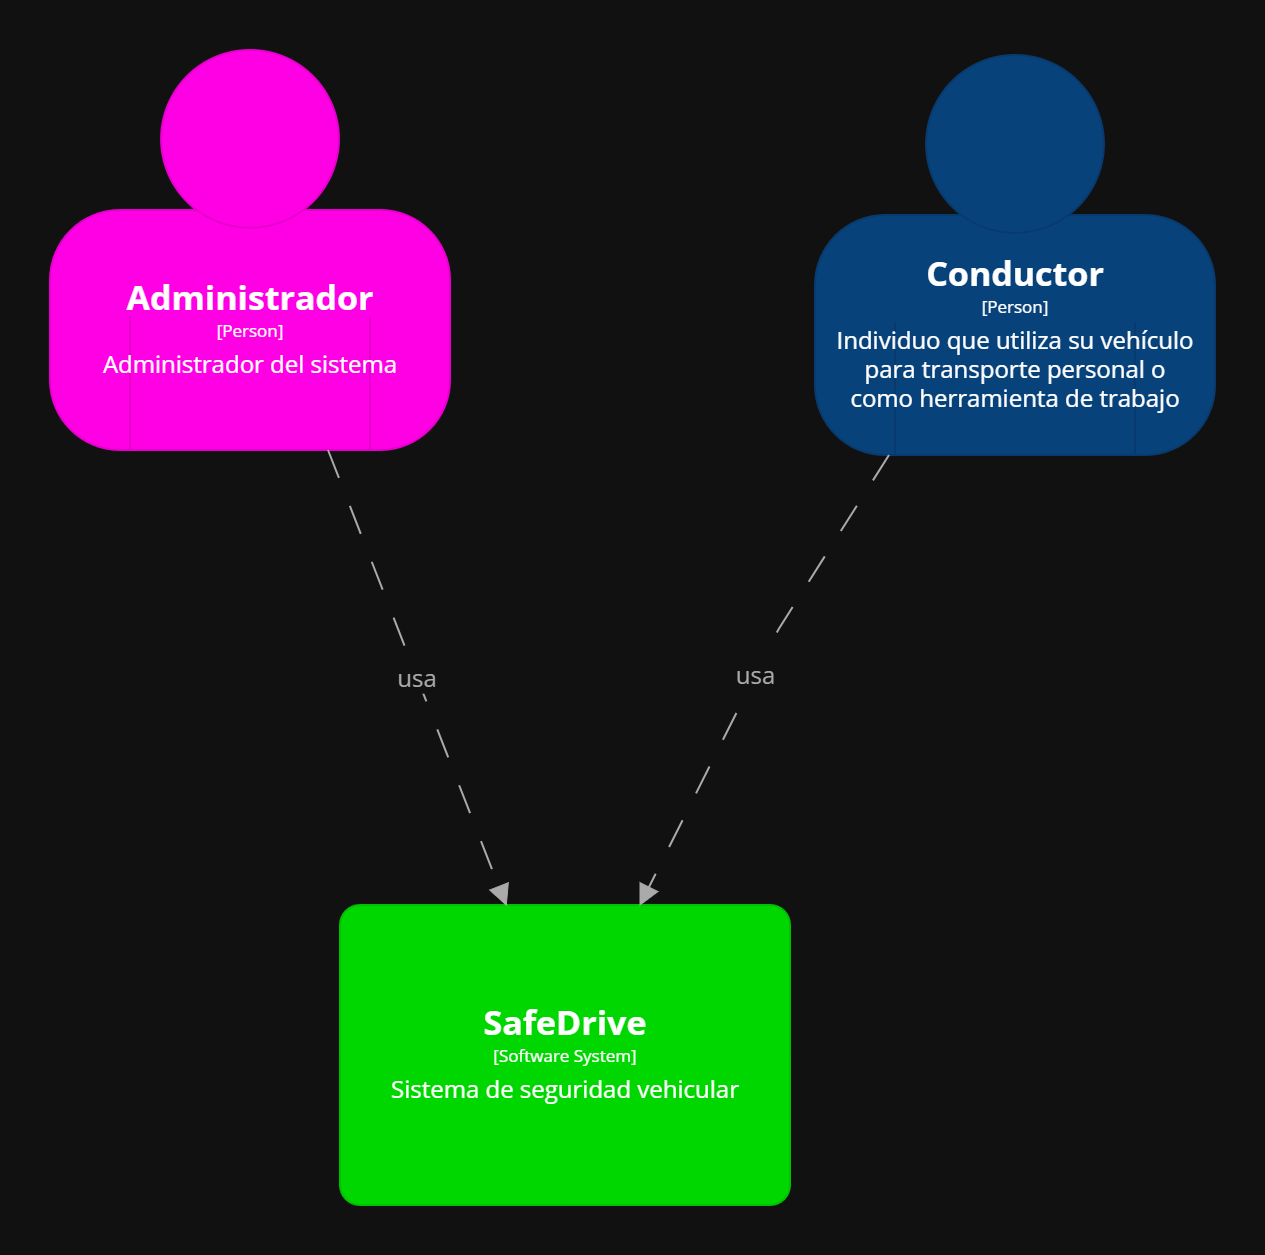 Administrador
[Person]
Administrador del sistema
Conductor
[Person]
Individuo que utiliza su vehículo
para transporte personal o
como herramienta de trabajo
usa
usa
SafeDrive
[Software System]
Sistema de seguridad vehicular